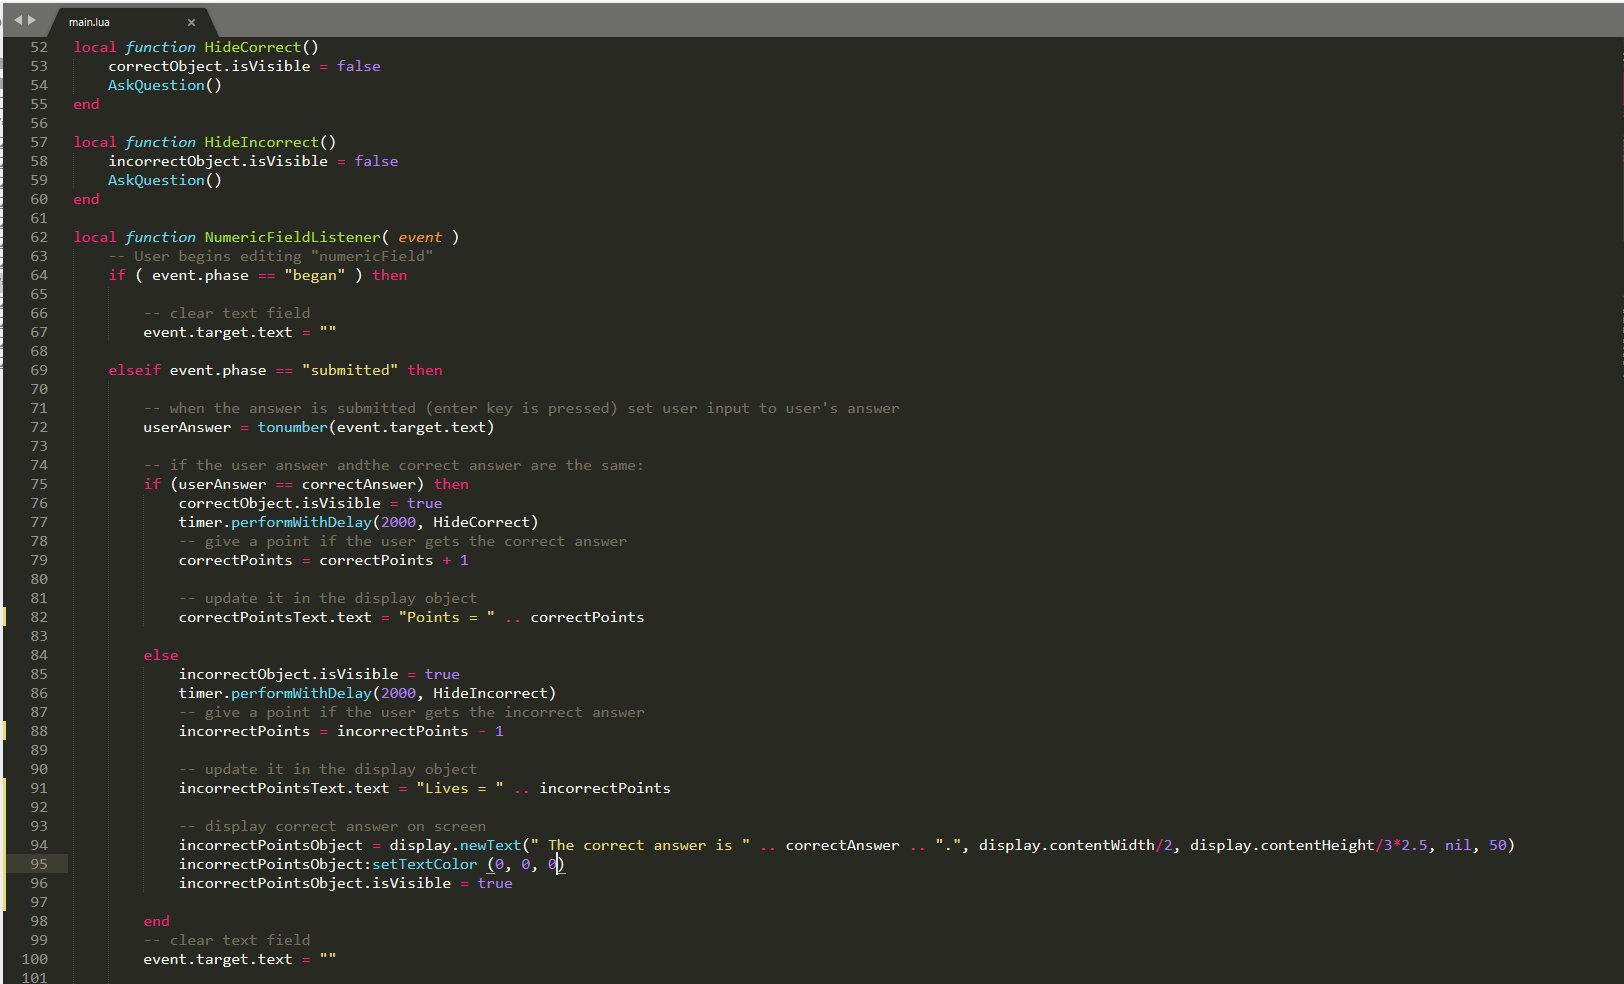 main.lua ×
52 local function HideCorrect()
53     correctObject.isVisible = false
54     AskQuestion()
55 end
56
57 local function HideIncorrect()
58     incorrectObject.isVisible = false
59     AskQuestion()
60 end
61
62 local function NumericFieldListener( event )
63     -- User begins editing "numericField"
64     if ( event.phase == "began" ) then
65
66         -- clear text field
67         event.target.text = ""
68
69     elseif event.phase == "submitted" then
70
71         -- when the answer is submitted (enter key is pressed) set user input to user's answer
72         userAnswer = tonumber(event.target.text)
73
74         -- if the user answer andthe correct answer are the same:
75         if (userAnswer == correctAnswer) then
76             correctObject.isVisible = true
77             timer.performWithDelay(2000, HideCorrect)
78             -- give a point if the user gets the correct answer
79             correctPoints = correctPoints + 1
80
81             -- update it in the display object
82             correctPointsText.text = "Points = " .. correctPoints
83
84         else
85             incorrectObject.isVisible = true
86             timer.performWithDelay(2000, HideIncorrect)
87             -- give a point if the user gets the incorrect answer
88             incorrectPoints = incorrectPoints - 1
89
90             -- update it in the display object
91             incorrectPointsText.text = "Lives = " .. incorrectPoints
92
93             -- display correct answer on screen
94             incorrectPointsObject = display.newText(" The correct answer is " .. correctAnswer .. ".", display.contentWidth/2, display.contentHeight/3*2.5, nil, 50)
95             incorrectPointsObject:setTextColor (0, 0, 0)
96             incorrectPointsObject.isVisible = true
97
98         end
99         -- clear text field
100         event.target.text = ""
101